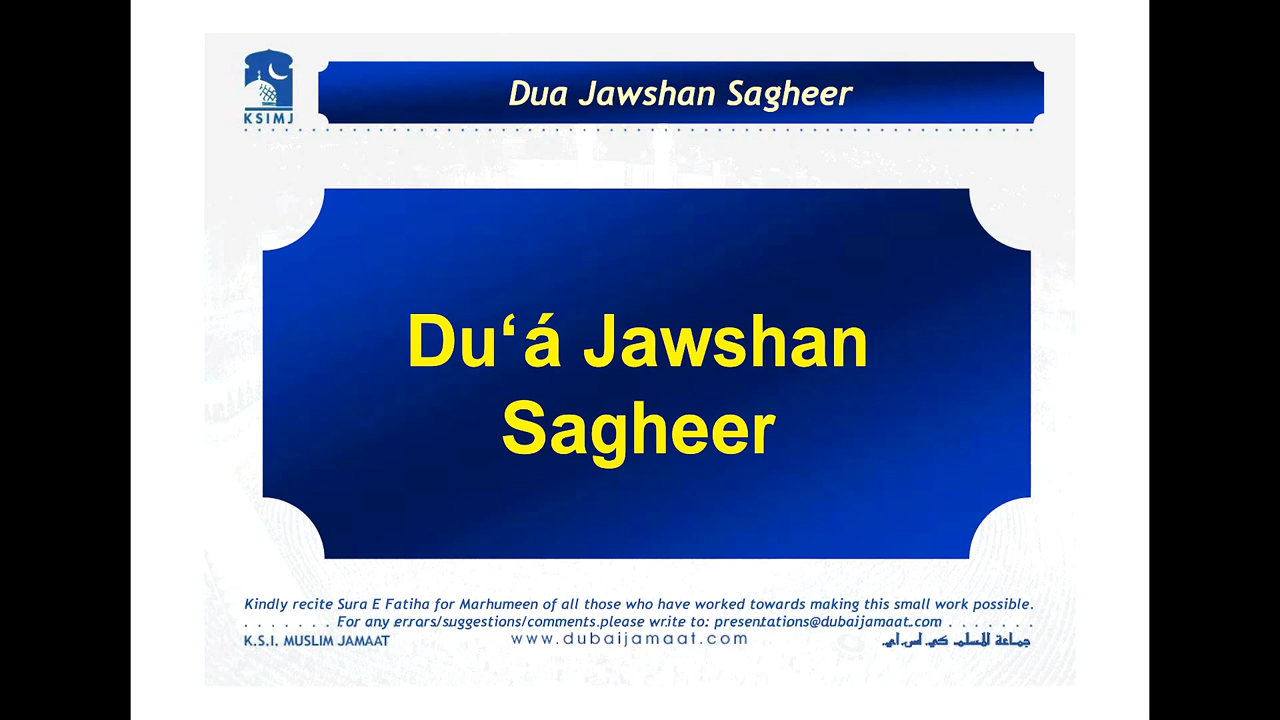 Dua Jawshan Sagheer
KSIMJ
Du‘á Jawshan
Sagheer
Kindly recite Sura E Fatiha for Marhumeen of all those who have worked towards making this small work possible.
For any errors/suggestions/comments please write to: presentations@dubaijamaat.com
K.S.I. MUSLIM JAMAAT
www.dubaijamaat.com
جماعة المسلم كي.اس.اي.